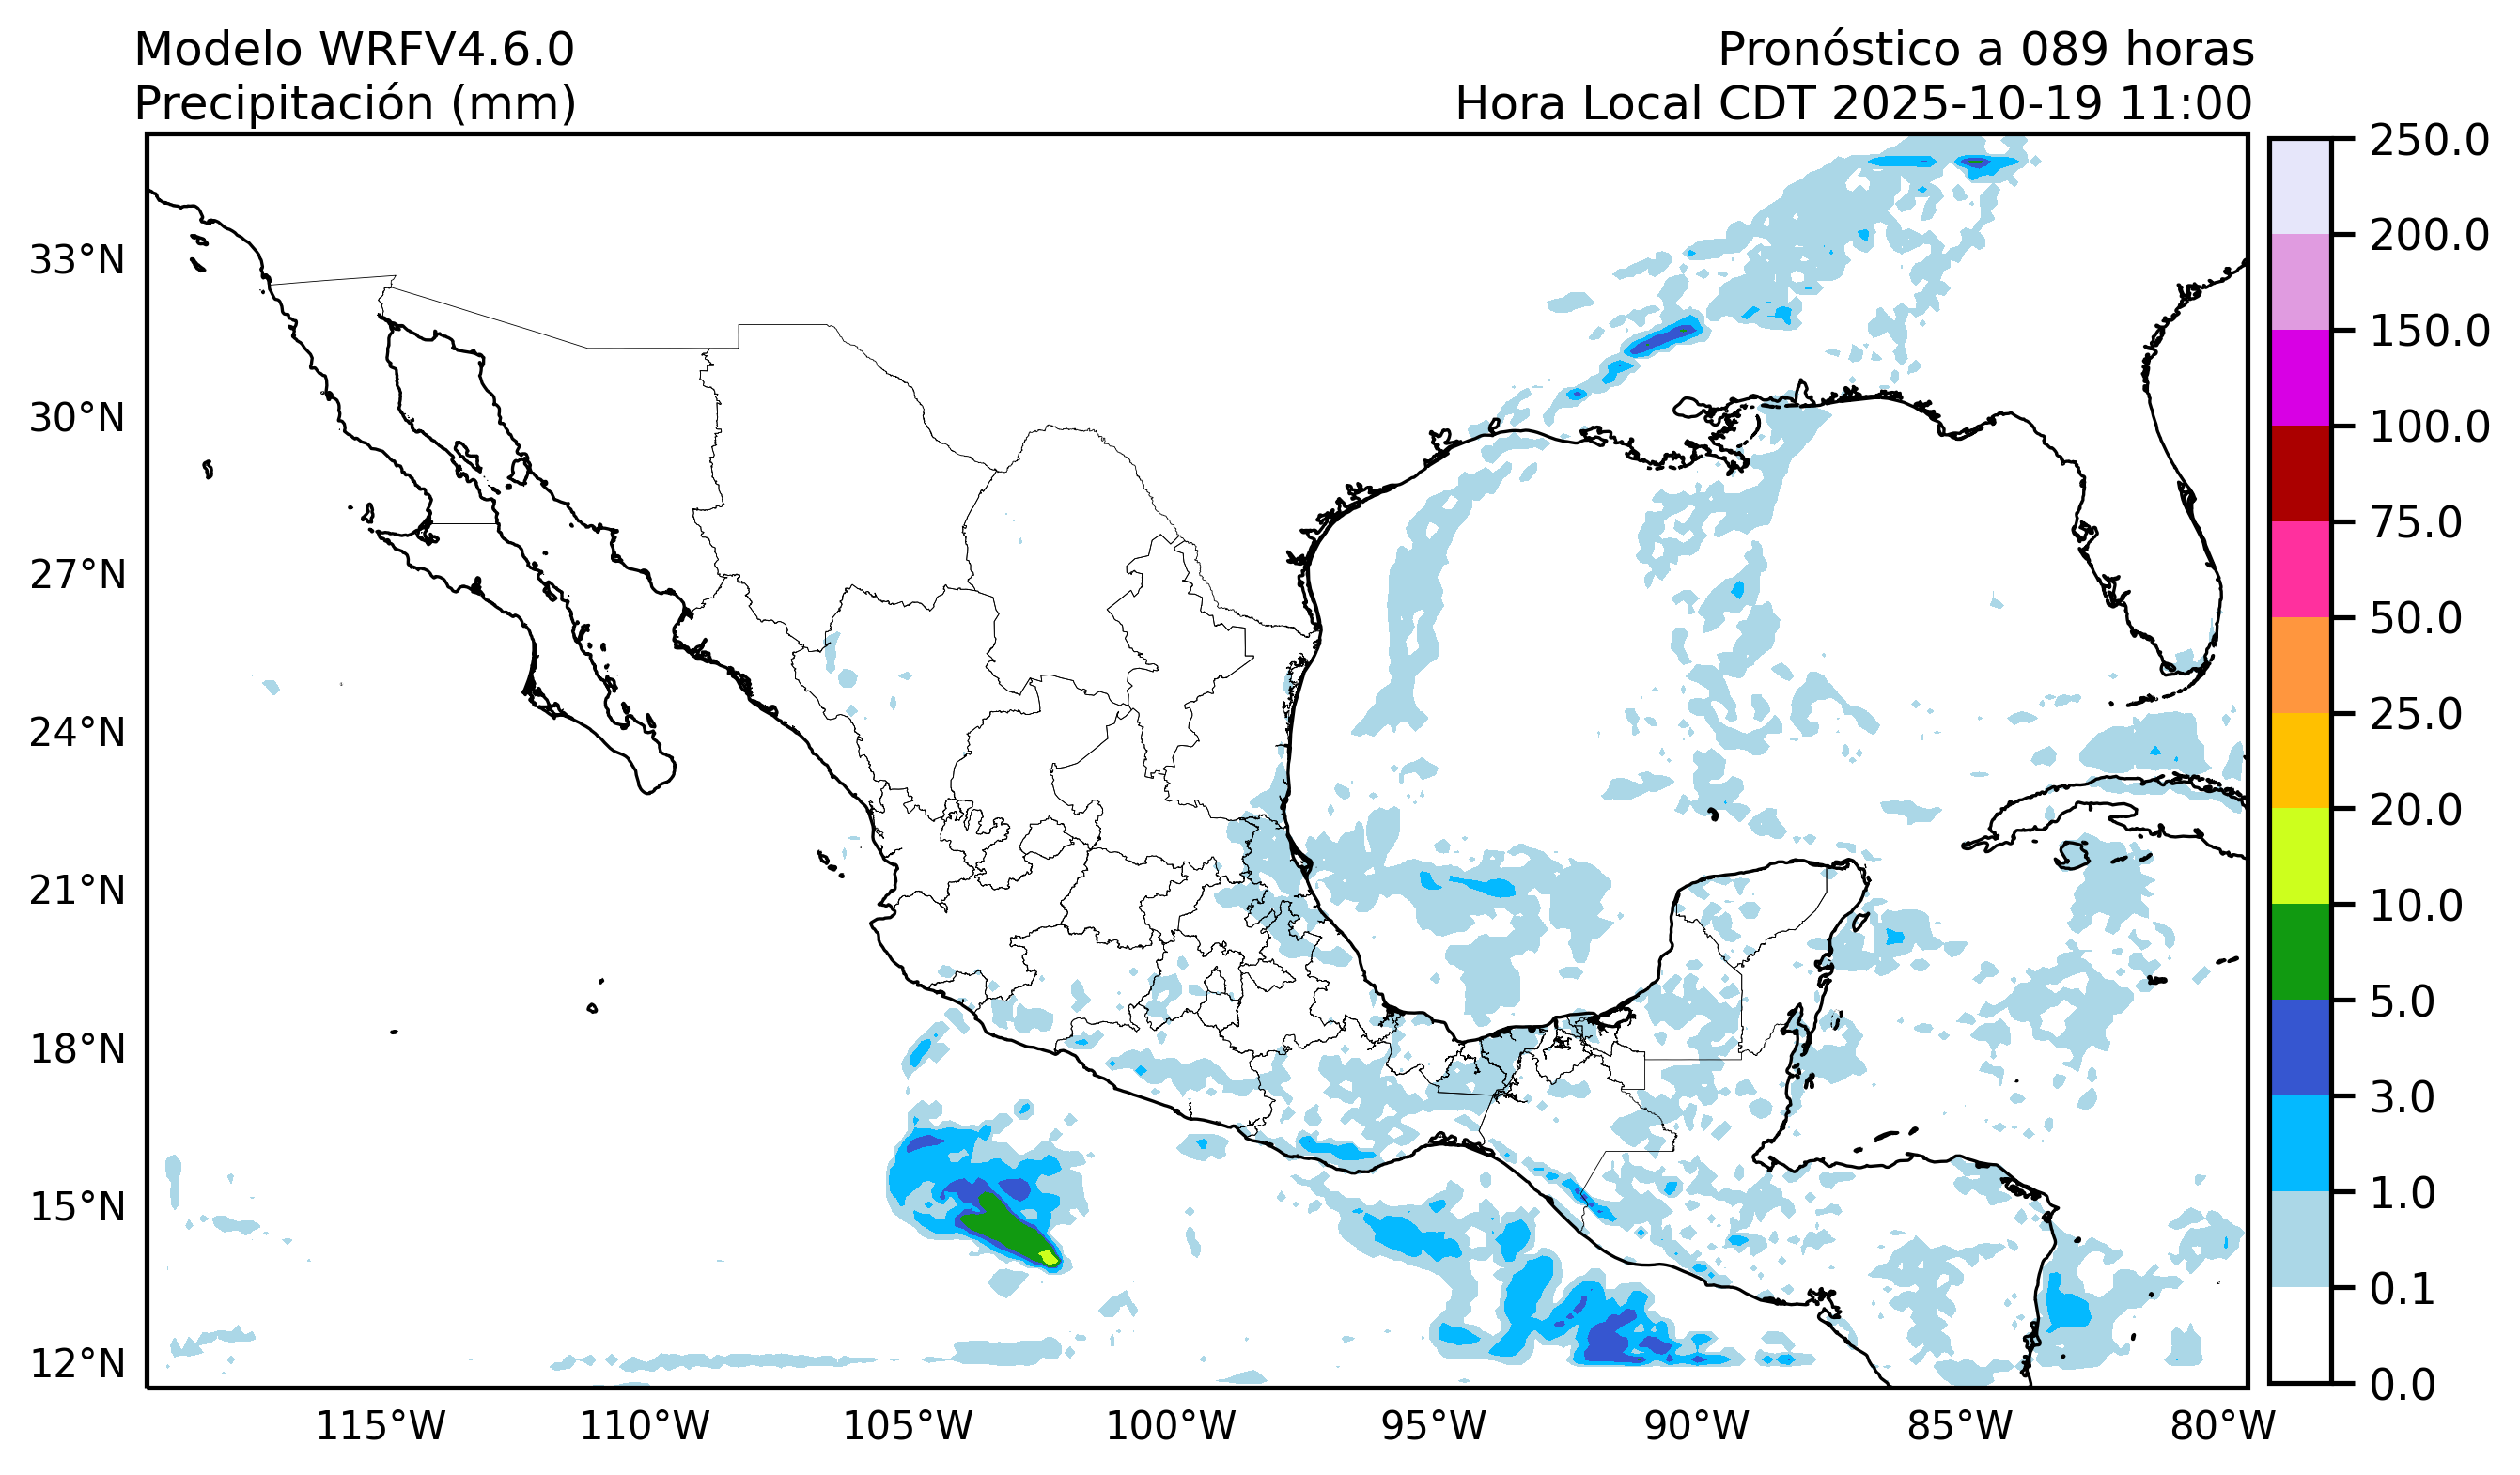 Modelo WRFV4.6.0
Precipitación (mm)
Pronóstico a 089 horas
Hora Local CDT 2025-10-19 11:00
33°N
30°N
27°N
24°N
21°N
18°N
15°N
12°N
115°W
110°W
105°W
100°W
95°W
90°W
85°W
80°W
250.0
200.0
150.0
100.0
75.0
50.0
25.0
20.0
10.0
5.0
3.0
1.0
0.1
0.0